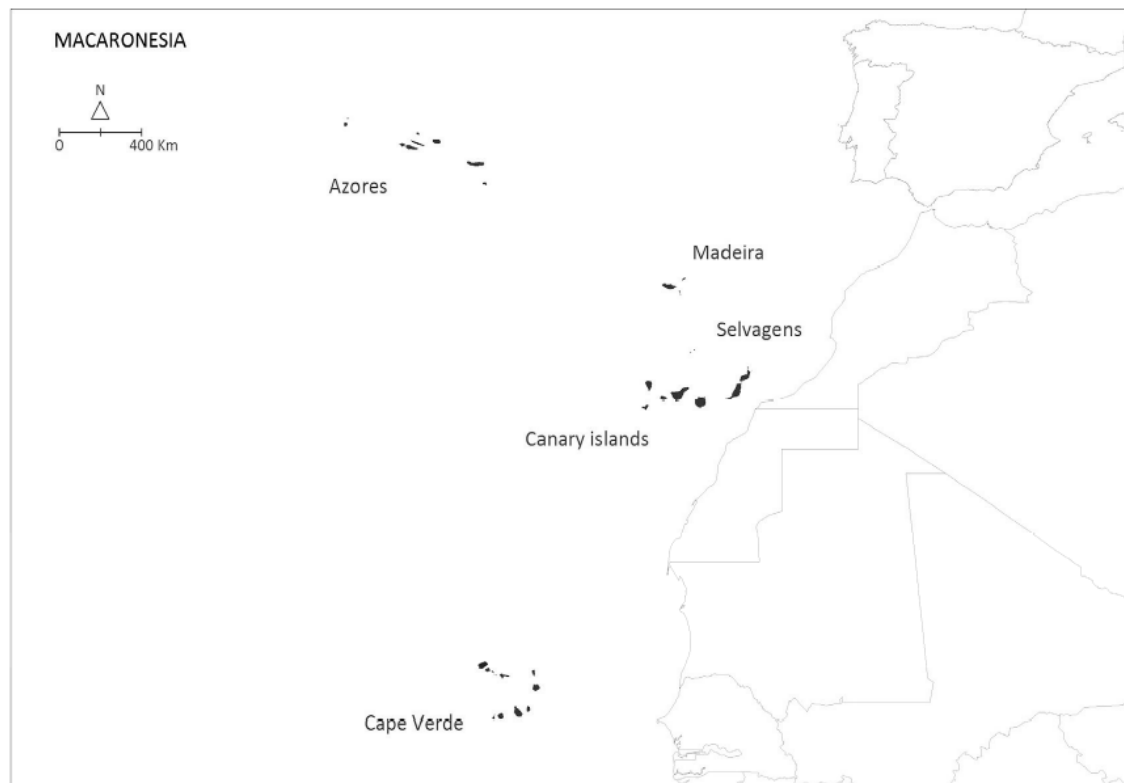 MACARONESIA
N
0 400 Km
Azores
Madeira
Selvagens
Canary islands
Cape Verde